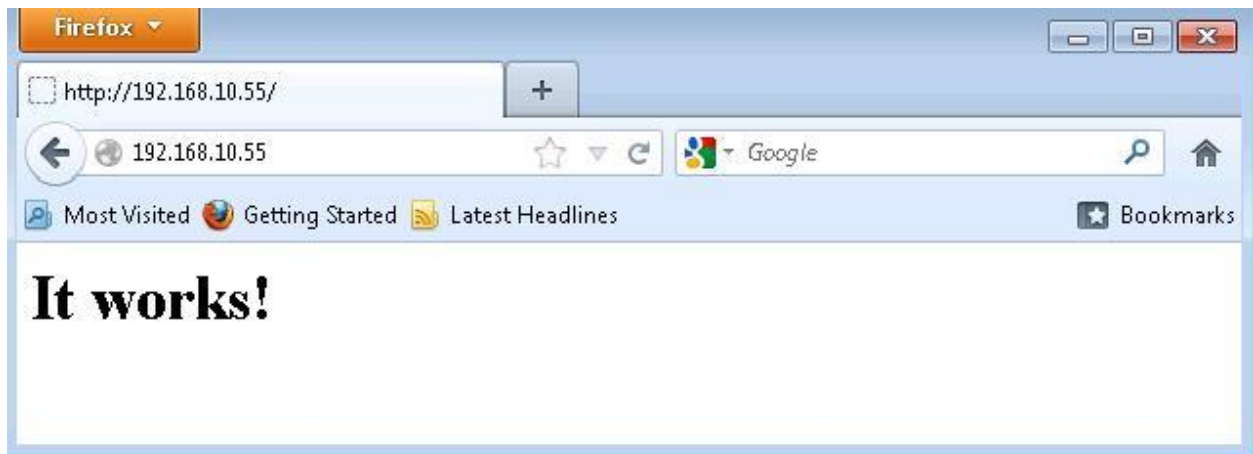 Firefox
http://192.168.10.55/
192.168.10.55 Google
Most Visited Getting Started Latest Headlines Bookmarks
It works!